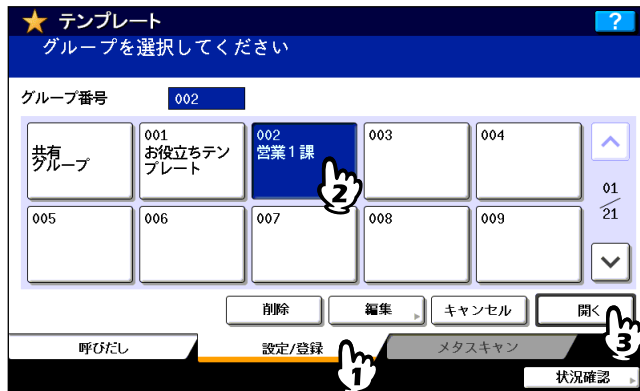 テンプレート
?
グループを選択してください
グループ番号 002
共有
グループ
001
お役立ちテン
プレート
002
営業1課
003
004
01
21
005
006
007
008
009
2
削除
編集
キャンセル
開く
3
呼びだし
設定/登録
メタスキャン
1
状況確認